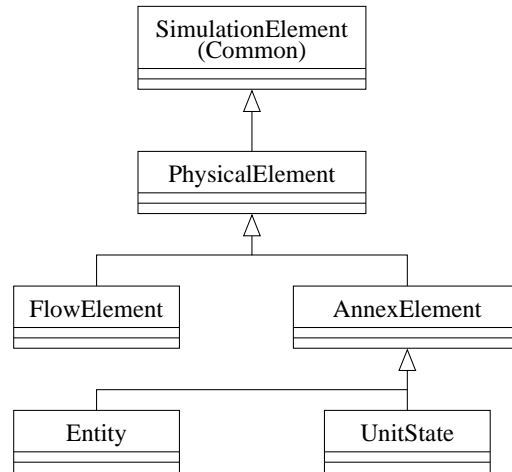 SimulationElement
(Common)
PhysicalElement
FlowElement
AnnexElement
Entity
UnitState